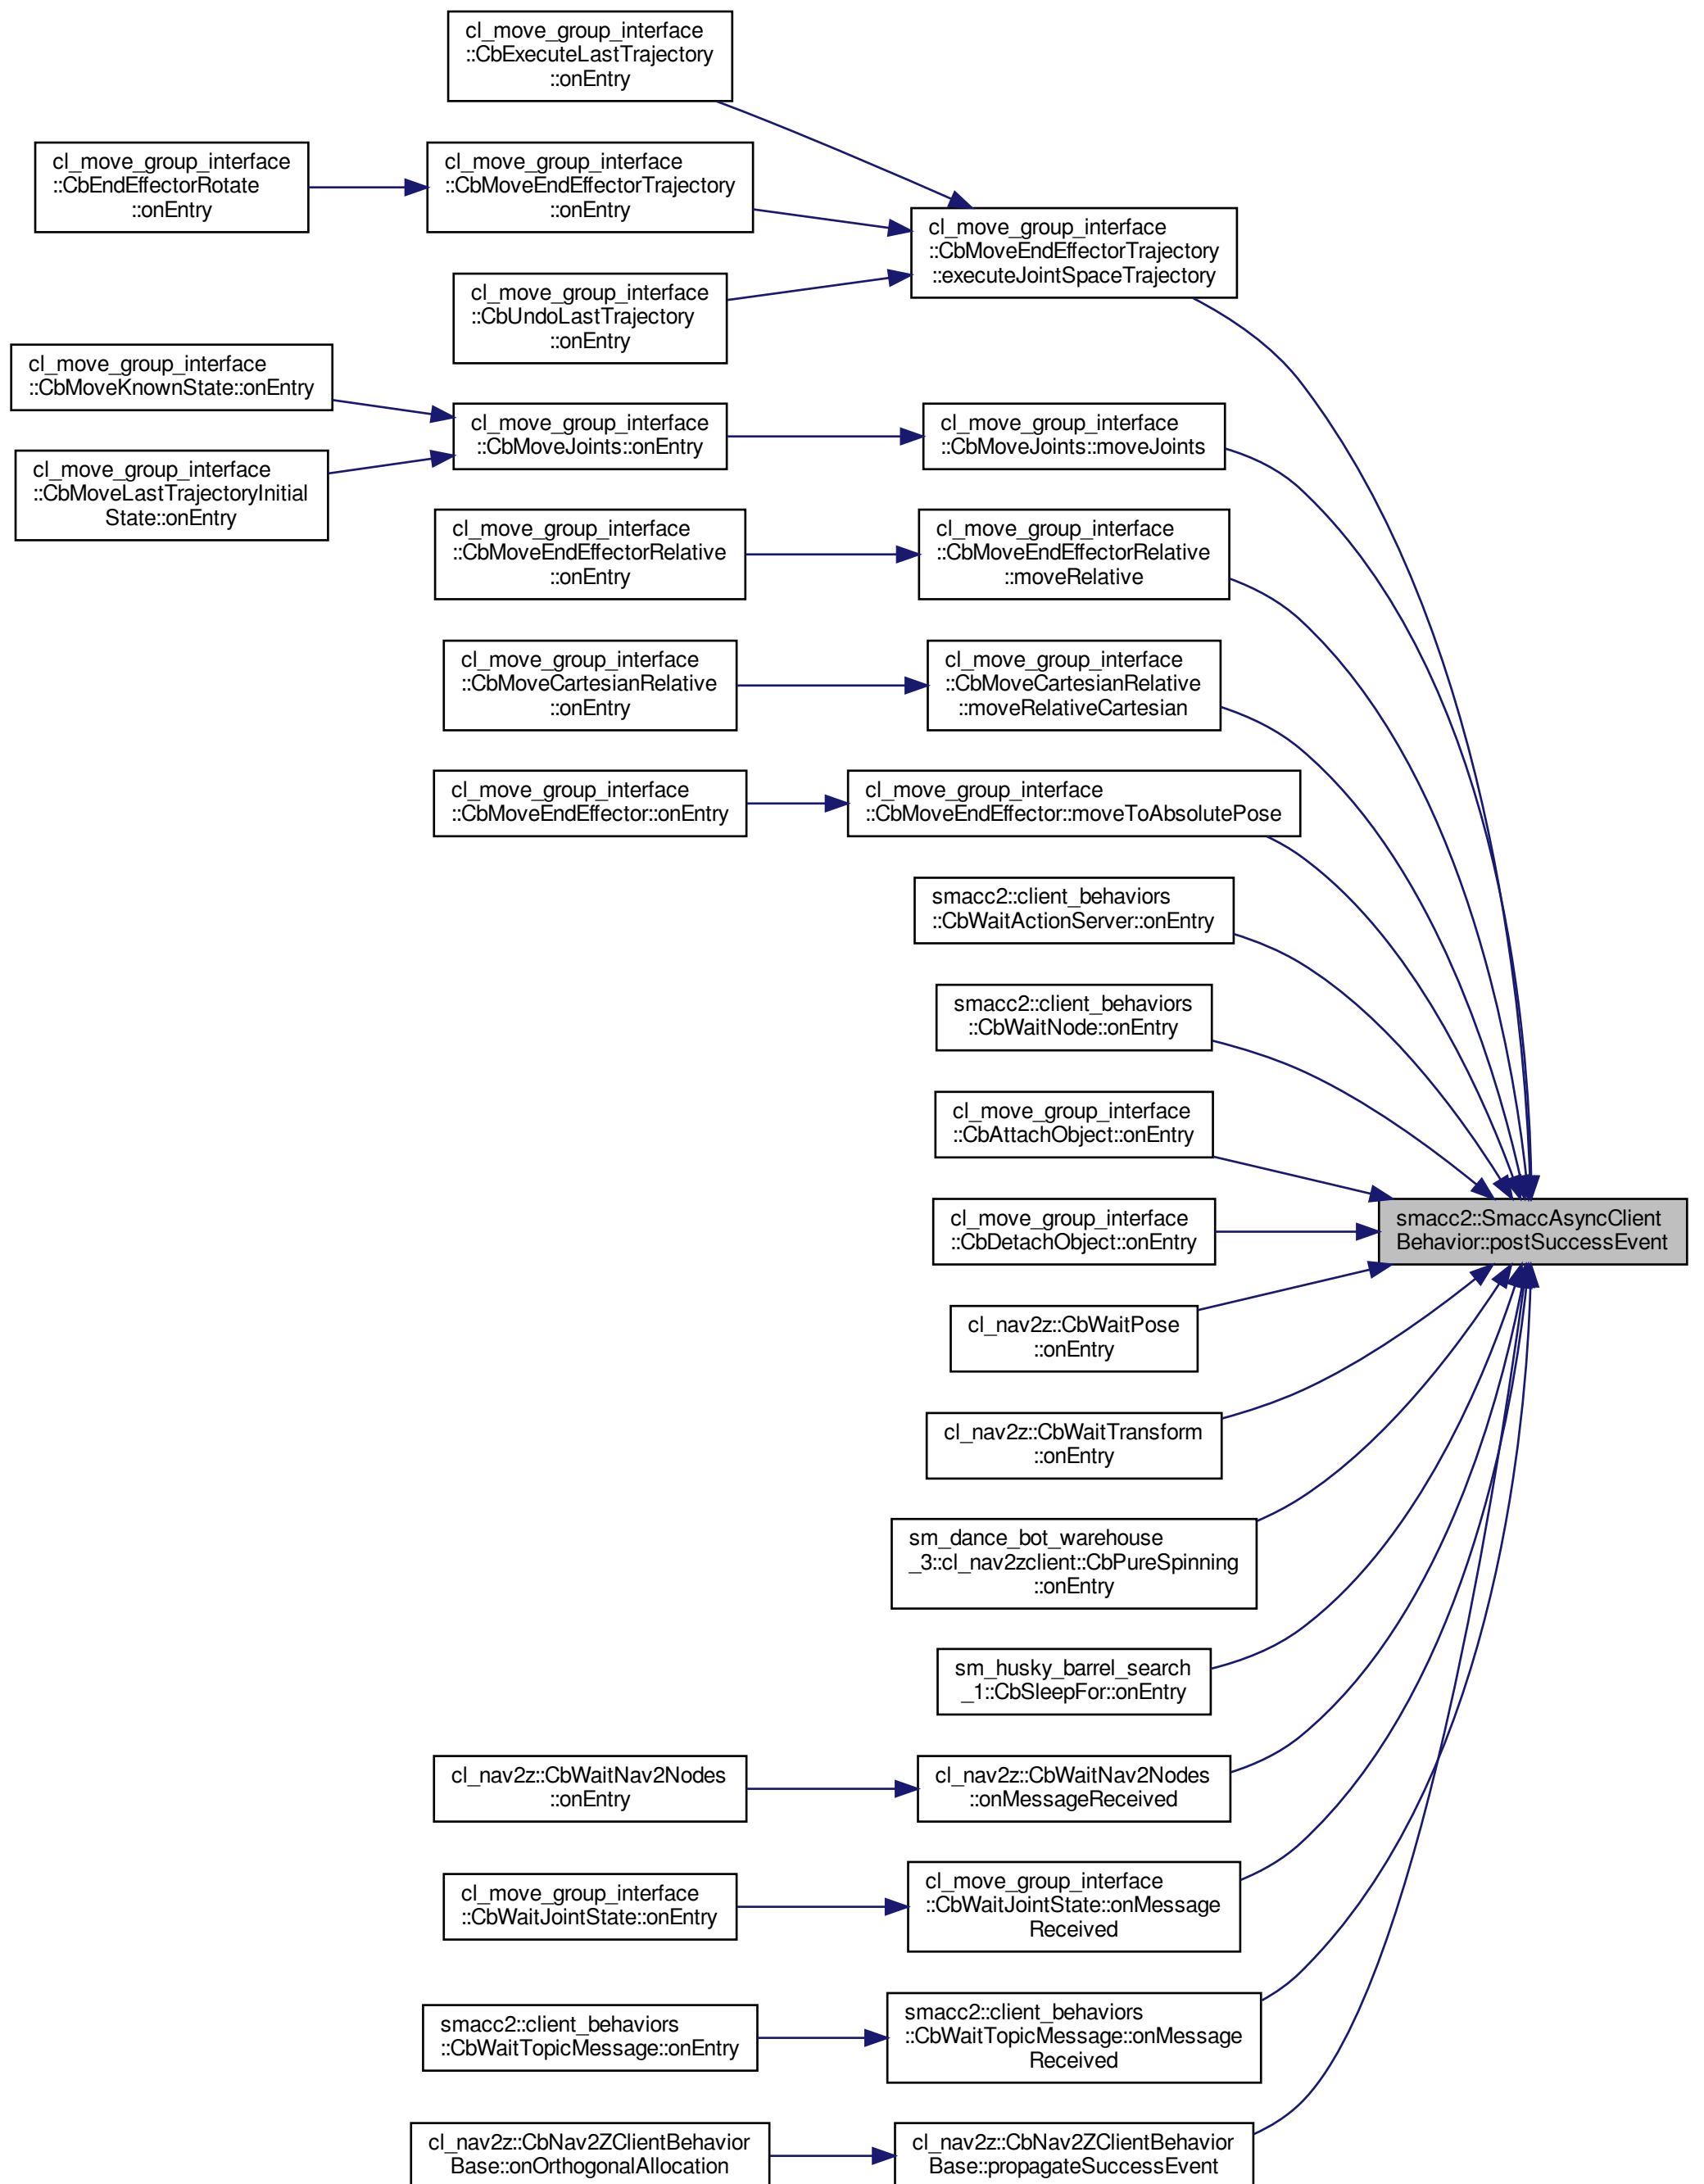 cl_move_group_interface
::CbExecuteLastTrajectory
::onEntry
cl_move_group_interface
::CbEndEffectorRotate
::onEntry
cl_move_group_interface
::CbMoveEndEffectorTrajectory
::onEntry
cl_move_group_interface
::CbMoveEndEffectorTrajectory
::executeJointSpaceTrajectory
cl_move_group_interface
::CbUndoLastTrajectory
::onEntry
cl_move_group_interface
::CbMoveKnownState::onEntry
cl_move_group_interface
::CbMoveJoints::onEntry
cl_move_group_interface
::CbMoveJoints::moveJoints
cl_move_group_interface
::CbMoveLastTrajectoryInitial
State::onEntry
cl_move_group_interface
::CbMoveEndEffectorRelative
::onEntry
cl_move_group_interface
::CbMoveEndEffectorRelative
::moveRelative
cl_move_group_interface
::CbMoveCartesianRelative
::onEntry
cl_move_group_interface
::CbMoveCartesianRelative
::moveRelativeCartesian
cl_move_group_interface
::CbMoveEndEffector::onEntry
cl_move_group_interface
::CbMoveEndEffector::moveToAbsolutePose
smacc2::client_behaviors
::CbWaitActionServer::onEntry
smacc2::client_behaviors
::CbWaitNode::onEntry
cl_move_group_interface
::CbAttachObject::onEntry
cl_move_group_interface
::CbDetachObject::onEntry
smacc2::SmaccAsyncClient
Behavior::postSuccessEvent
cl_nav2z::CbWaitPose
::onEntry
cl_nav2z::CbWaitTransform
::onEntry
sm_dance_bot_warehouse
_3::cl_nav2zclient::CbPureSpinning
::onEntry
sm_husky_barrel_search
_1::CbSleepFor::onEntry
cl_nav2z::CbWaitNav2Nodes
::onEntry
cl_nav2z::CbWaitNav2Nodes
::onMessageReceived
cl_move_group_interface
::CbWaitJointState::onEntry
cl_move_group_interface
::CbWaitJointState::onMessage
Received
smacc2::client_behaviors
::CbWaitTopicMessage::onEntry
smacc2::client_behaviors
::CbWaitTopicMessage::onMessage
Received
cl_nav2z::CbNav2ZClientBehavior
Base::onOrthogonalAllocation
cl_nav2z::CbNav2ZClientBehavior
Base::propagateSuccessEvent